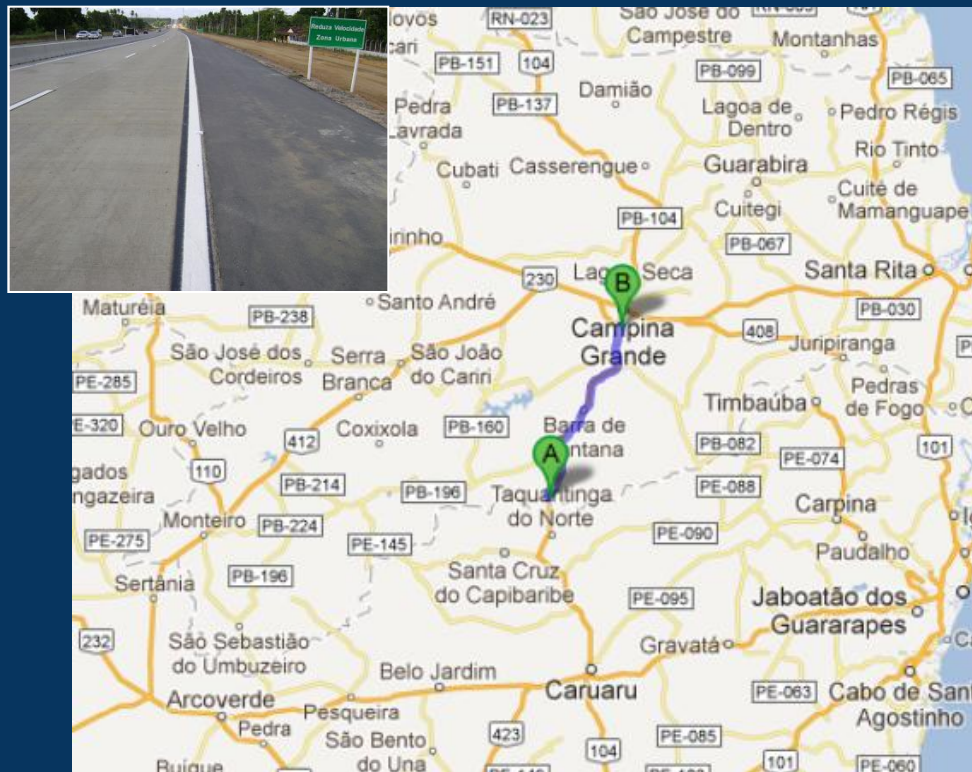 Reduza Velocidade
Zona Urbana
RN-023
São José do
Campestre
Montanhas
PB-151
104
PB-099
PB-065
PB-137
Damião
Pedra
Lavrada
Lagoa de
Dentro
Pedro Régis
Cubati
Casserengue
Guarabira
Rio Tinto
Cuitegi
Cuité de
Mamanguape
PB-104
PB-067
230
Seca
Santa Rita
B
Santo André
Maturéia
PB-238
Campina
Grande
408
PB-030
Juripiranga
São José dos
Cordeiros
Serra
Branca
São João
do Cariri
PE-285
Pedras
de Fogo
Timbaúba
Ouro Velho
412
Coxixola
PB-160
Barra de
A
PB-082
PE-074
101
110
PB-214
PB-196
PE-088
Taquaritinga
do Norte
Carpina
Monteiro
PB-224
PE-275
PE-145
PE-090
Paudalho
Santa Cruz
do Capibaribe
Sertânia
PB-196
PE-095
Jaboatão dos
Guararapes
232
São Sebastião
do Umbuzeiro
Gravatá
Belo Jardim
Caruaru
PE-063
Cabo de
Agostinho
Arcoverde
Pesqueira
Pedra
São Bento
do Una
423
104
PE-085
101
PE-060
Buíque